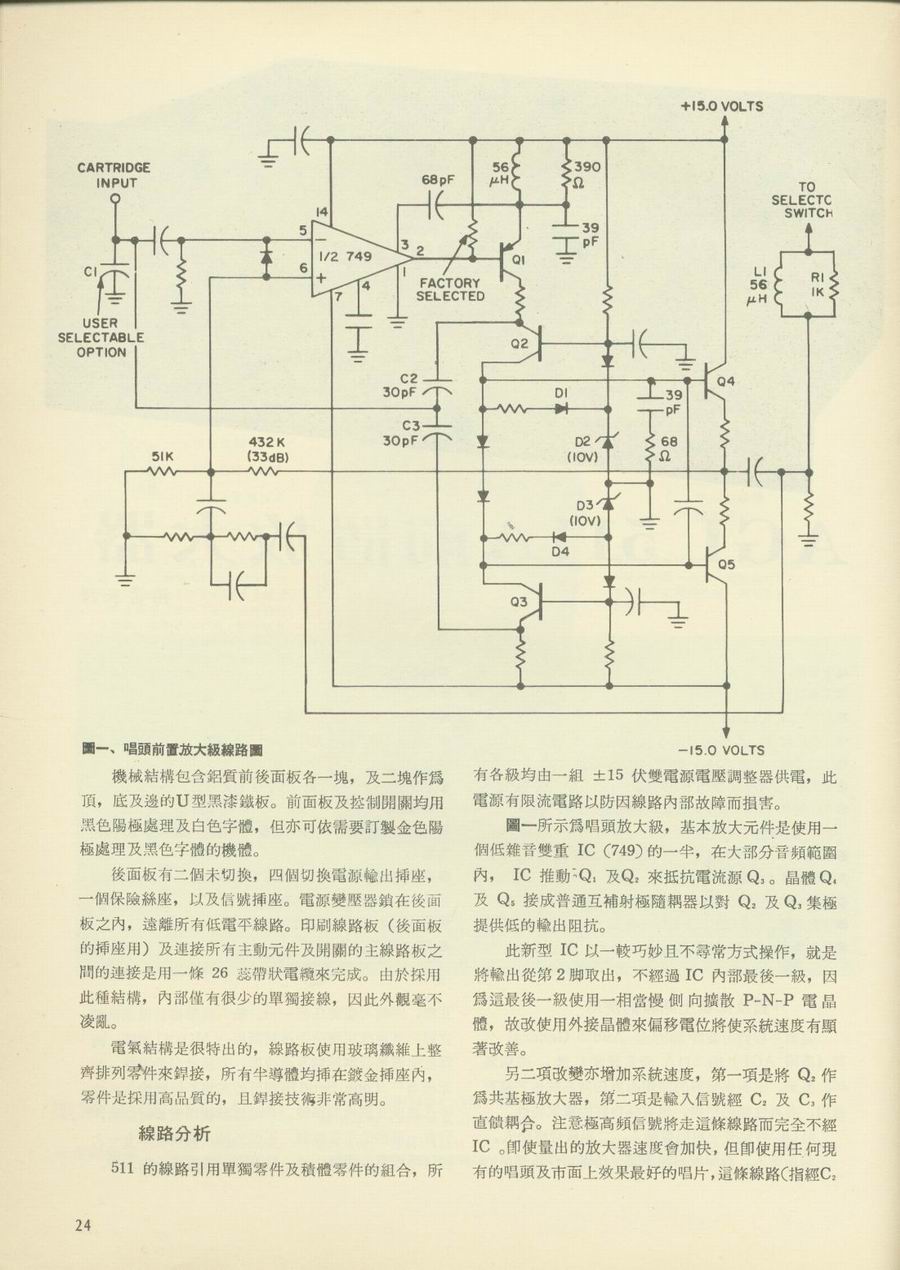 +15.0 VOLTS
CARTRIDGE
INPUT
56
µH
390
Ω
68pF
TO
SELECTC
SWITCH
14
5
3
2
39
pF
1/2 749
Q1
6
+
−
1
4
7
C1
FACTORY
SELECTED
L1
56
µH
R1
1K
USER
SELECTABLE
OPTION
Q2
C2
30pF
D1
39
pF
Q4
C3
30pF
D2
(10V)
68
Ω
51K
432K
(33dB)
D3
(10V)
D4
Q5
Q3
−15.0 VOLTS
圖一、唱頭前置放大級線路圖
機械結構包含鋁質前後面板各一塊，及二塊作爲
頂，底及邊的U型黑漆鐵板。前面板及控制開關均用
黑色陽極處理及白色字體，但亦可依需要訂製金色陽
極處理及黑色字體的機體。
後面板有二個未切換，四個切換電源輸出揷座，
一個保險絲座，以及信號揷座。電源變壓器鎖在後面
板之內，遠離所有低電平線路。印刷線路板（後面板
的揷座用）及連接所有主動元件及開關的主線路板之
間的連接是用一條 26 蕊帶狀電纜來完成。由於採用
此種結構，內部僅有很少的單獨接線，因此外觀毫不
凌亂。
電氣結構是很特出的，線路板使用玻璃纖維上整
齊排列零件來銲接，所有半導體均揷在鍍金揷座內，
零件是採用高品質的，且銲接技術非常高明。
線路分析
511 的線路引用單獨零件及積體零件的組合，所
有各級均由一組 ±15 伏雙電源電壓調整器供電，此
電源有限流電路以防因線路內部故障而損害。
圖一所示爲唱頭放大級，基本放大元件是使用一
個低雜音雙重 IC（749）的一半，在大部分音頻範圍
內， IC 推動 Q₁ 及Q₂ 來抵抗電流源 Q₃。晶體 Q₄
及 Q₅ 接成普通互補射極隨耦器以對 Q₂ 及 Q₃ 集極
提供低的輸出阻抗。
此新型 IC 以一較巧妙且不尋常方式操作，就是
將輸出從第 2 脚取出，不經過 IC 內部最後一級，因
爲這最後一級使用一相當慢側向擴散 P-N-P 電晶
體，故改使用外接晶體來偏移電位將使系統速度有顯
著改善。
另二項改變亦增加系統速度，第一項是將 Q₂ 作
爲共基極放大器，第二項是輸入信號經 C₂ 及 C₃ 作
直饋耦合。注意極高頻信號將走這條線路而完全不經
IC 。卽使量出的放大器速度會加快，但卽使用任何現
有的唱頭及市面上效果最好的唱片，這條線路（指經C₂
24